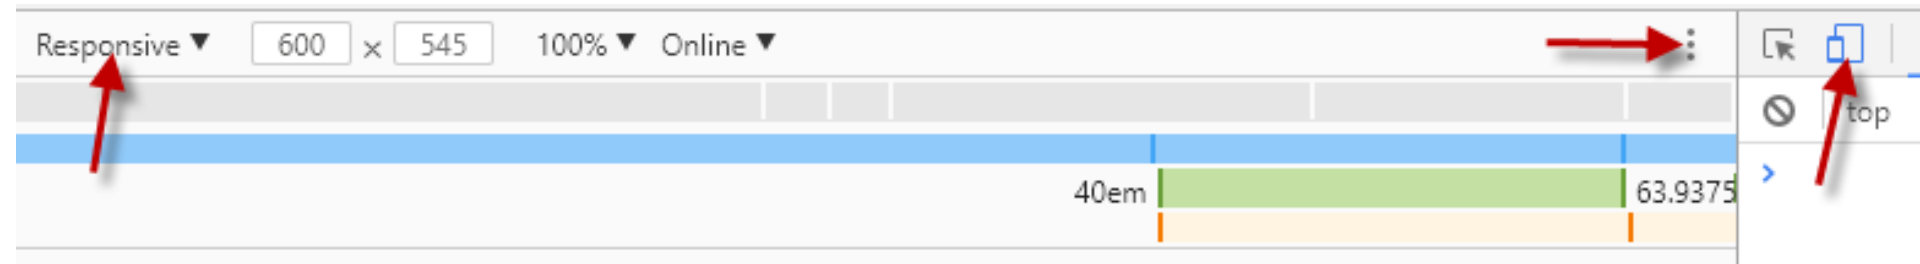 Responsive ▼ 600 × 545 100% ▼ Online ▼
top
40em 63.9375